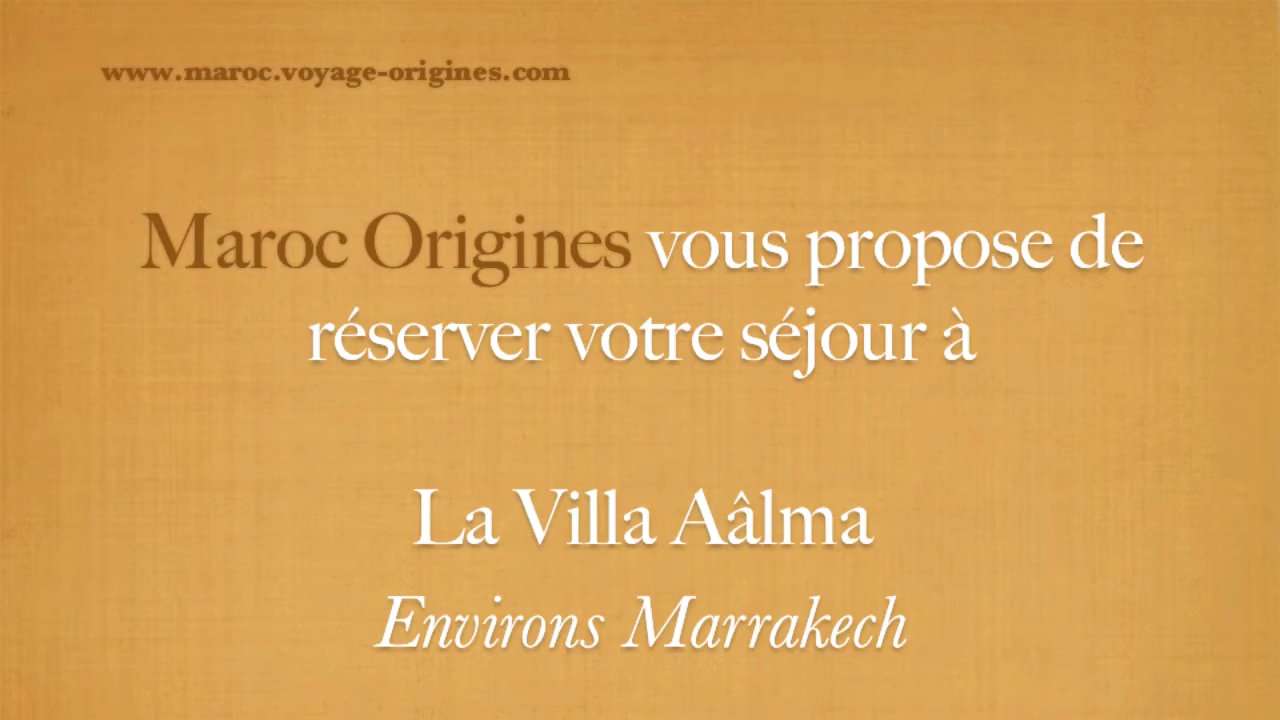 www.maroc.voyage-origines.com
Maroc Origines vous propose de
réserver votre séjour à
La Villa Aâlma
Environs Marrakech